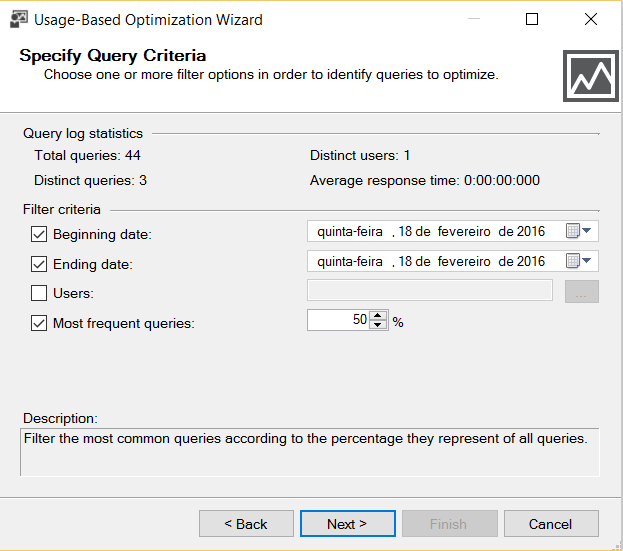 Usage-Based Optimization Wizard
Specify Query Criteria
Choose one or more filter options in order to identify queries to optimize.
Query log statistics
Total queries: 44
Distinct users: 1
Distinct queries: 3
Average response time: 0:00:00:000
Filter criteria
Beginning date: quinta-feira , 18 de fevereiro de 2016
Ending date: quinta-feira , 18 de fevereiro de 2016
Users: ...
Most frequent queries: 50 %
Description:
Filter the most common queries according to the percentage they represent of all queries.
< Back Next > Finish Cancel